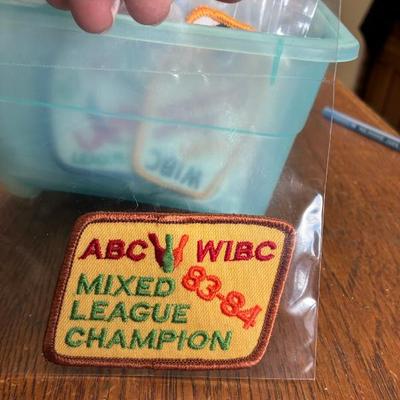 ABC WIBC
MIXED 83-84
LEAGUE
CHAMPION
WIBC